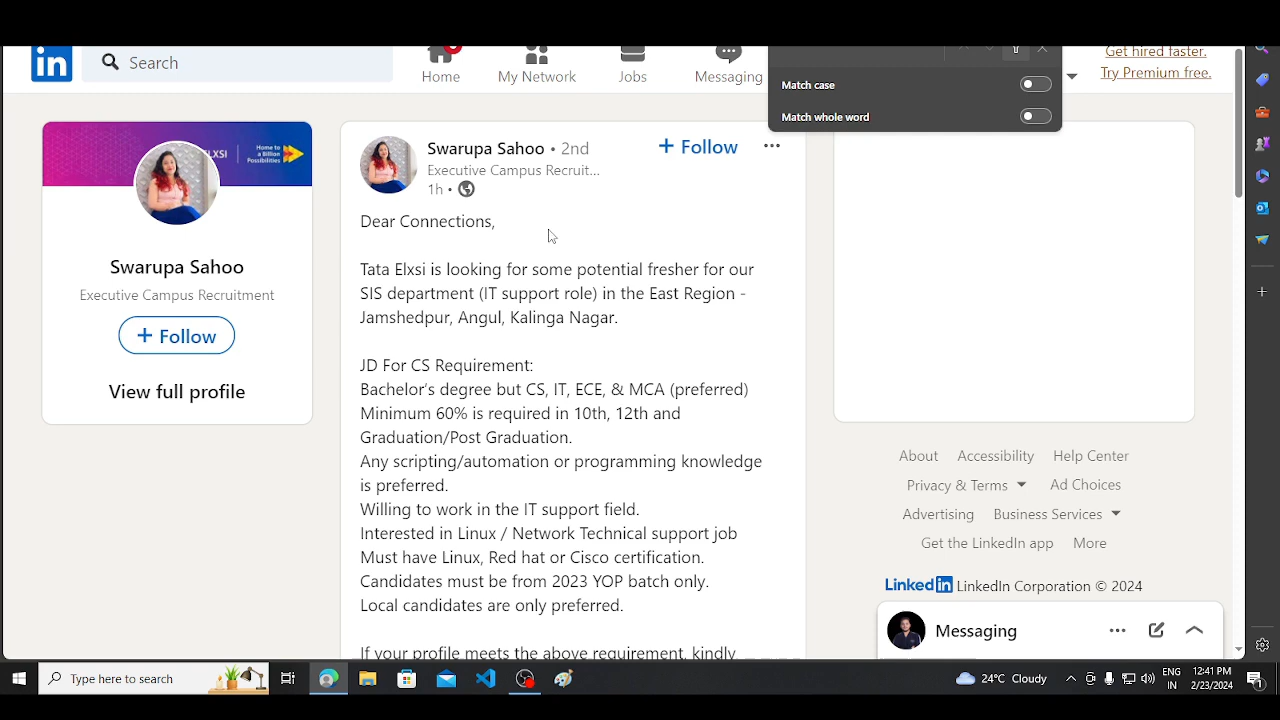 in
Search
Home
My Network
Jobs
Messaging
Match case
Match whole word
Get hired faster.
Try Premium free.
LXSI
Home to
a Billion
Possibilities
Swarupa Sahoo
Executive Campus Recruitment
+ Follow
View full profile
Swarupa Sahoo • 2nd
+ Follow
Executive Campus Recruit...
1h •
Dear Connections,
Tata Elxsi is looking for some potential fresher for our
SIS department (IT support role) in the East Region -
Jamshedpur, Angul, Kalinga Nagar.
JD For CS Requirement:
Bachelor's degree but CS, IT, ECE, & MCA (preferred)
Minimum 60% is required in 10th, 12th and
Graduation/Post Graduation.
Any scripting/automation or programming knowledge
is preferred.
Willing to work in the IT support field.
Interested in Linux / Network Technical support job
Must have Linux, Red hat or Cisco certification.
Candidates must be from 2023 YOP batch only.
Local candidates are only preferred.
If your profile meets the above requirement, kindly
About Accessibility Help Center
Privacy & Terms Ad Choices
Advertising Business Services
Get the LinkedIn app More
LinkedIn LinkedIn Corporation © 2024
Messaging
Type here to search
24°C Cloudy
ENG
IN
12:41 PM
2/23/2024
1